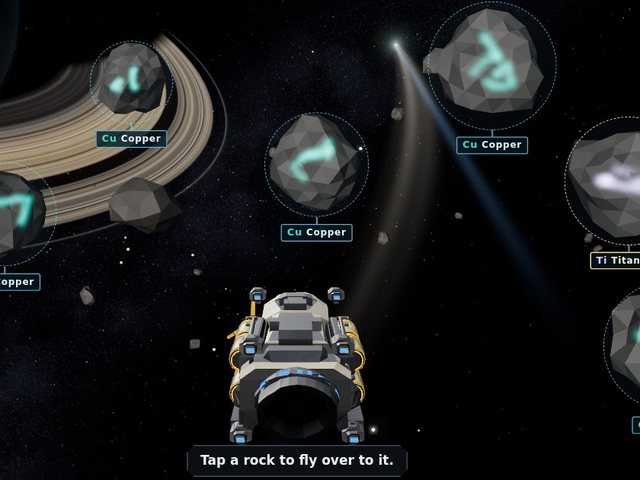 Cu Copper
Cu Copper
Cu Copper
Ti Titan
opper
Tap a rock to fly over to it.